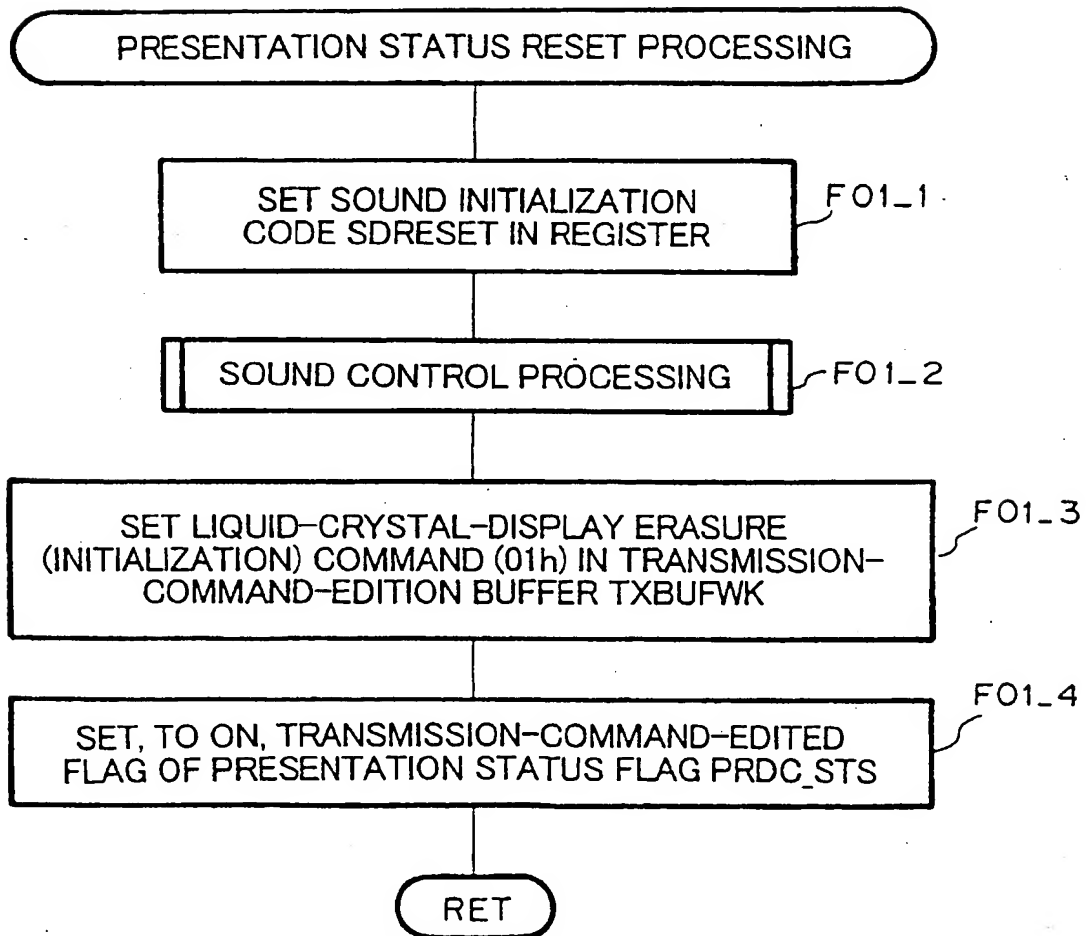 PRESENTATION STATUS RESET PROCESSING
SET SOUND INITIALIZATION
CODE SDRESET IN REGISTER
F01_1
SOUND CONTROL PROCESSING
F01_2
SET LIQUID-CRYSTAL-DISPLAY ERASURE
(INITIALIZATION) COMMAND (01h) IN TRANSMISSION-
COMMAND-EDITION BUFFER TXBUFWK
F01_3
SET, TO ON, TRANSMISSION-COMMAND-EDITED
FLAG OF PRESENTATION STATUS FLAG PRDC_STS
F01_4
RET